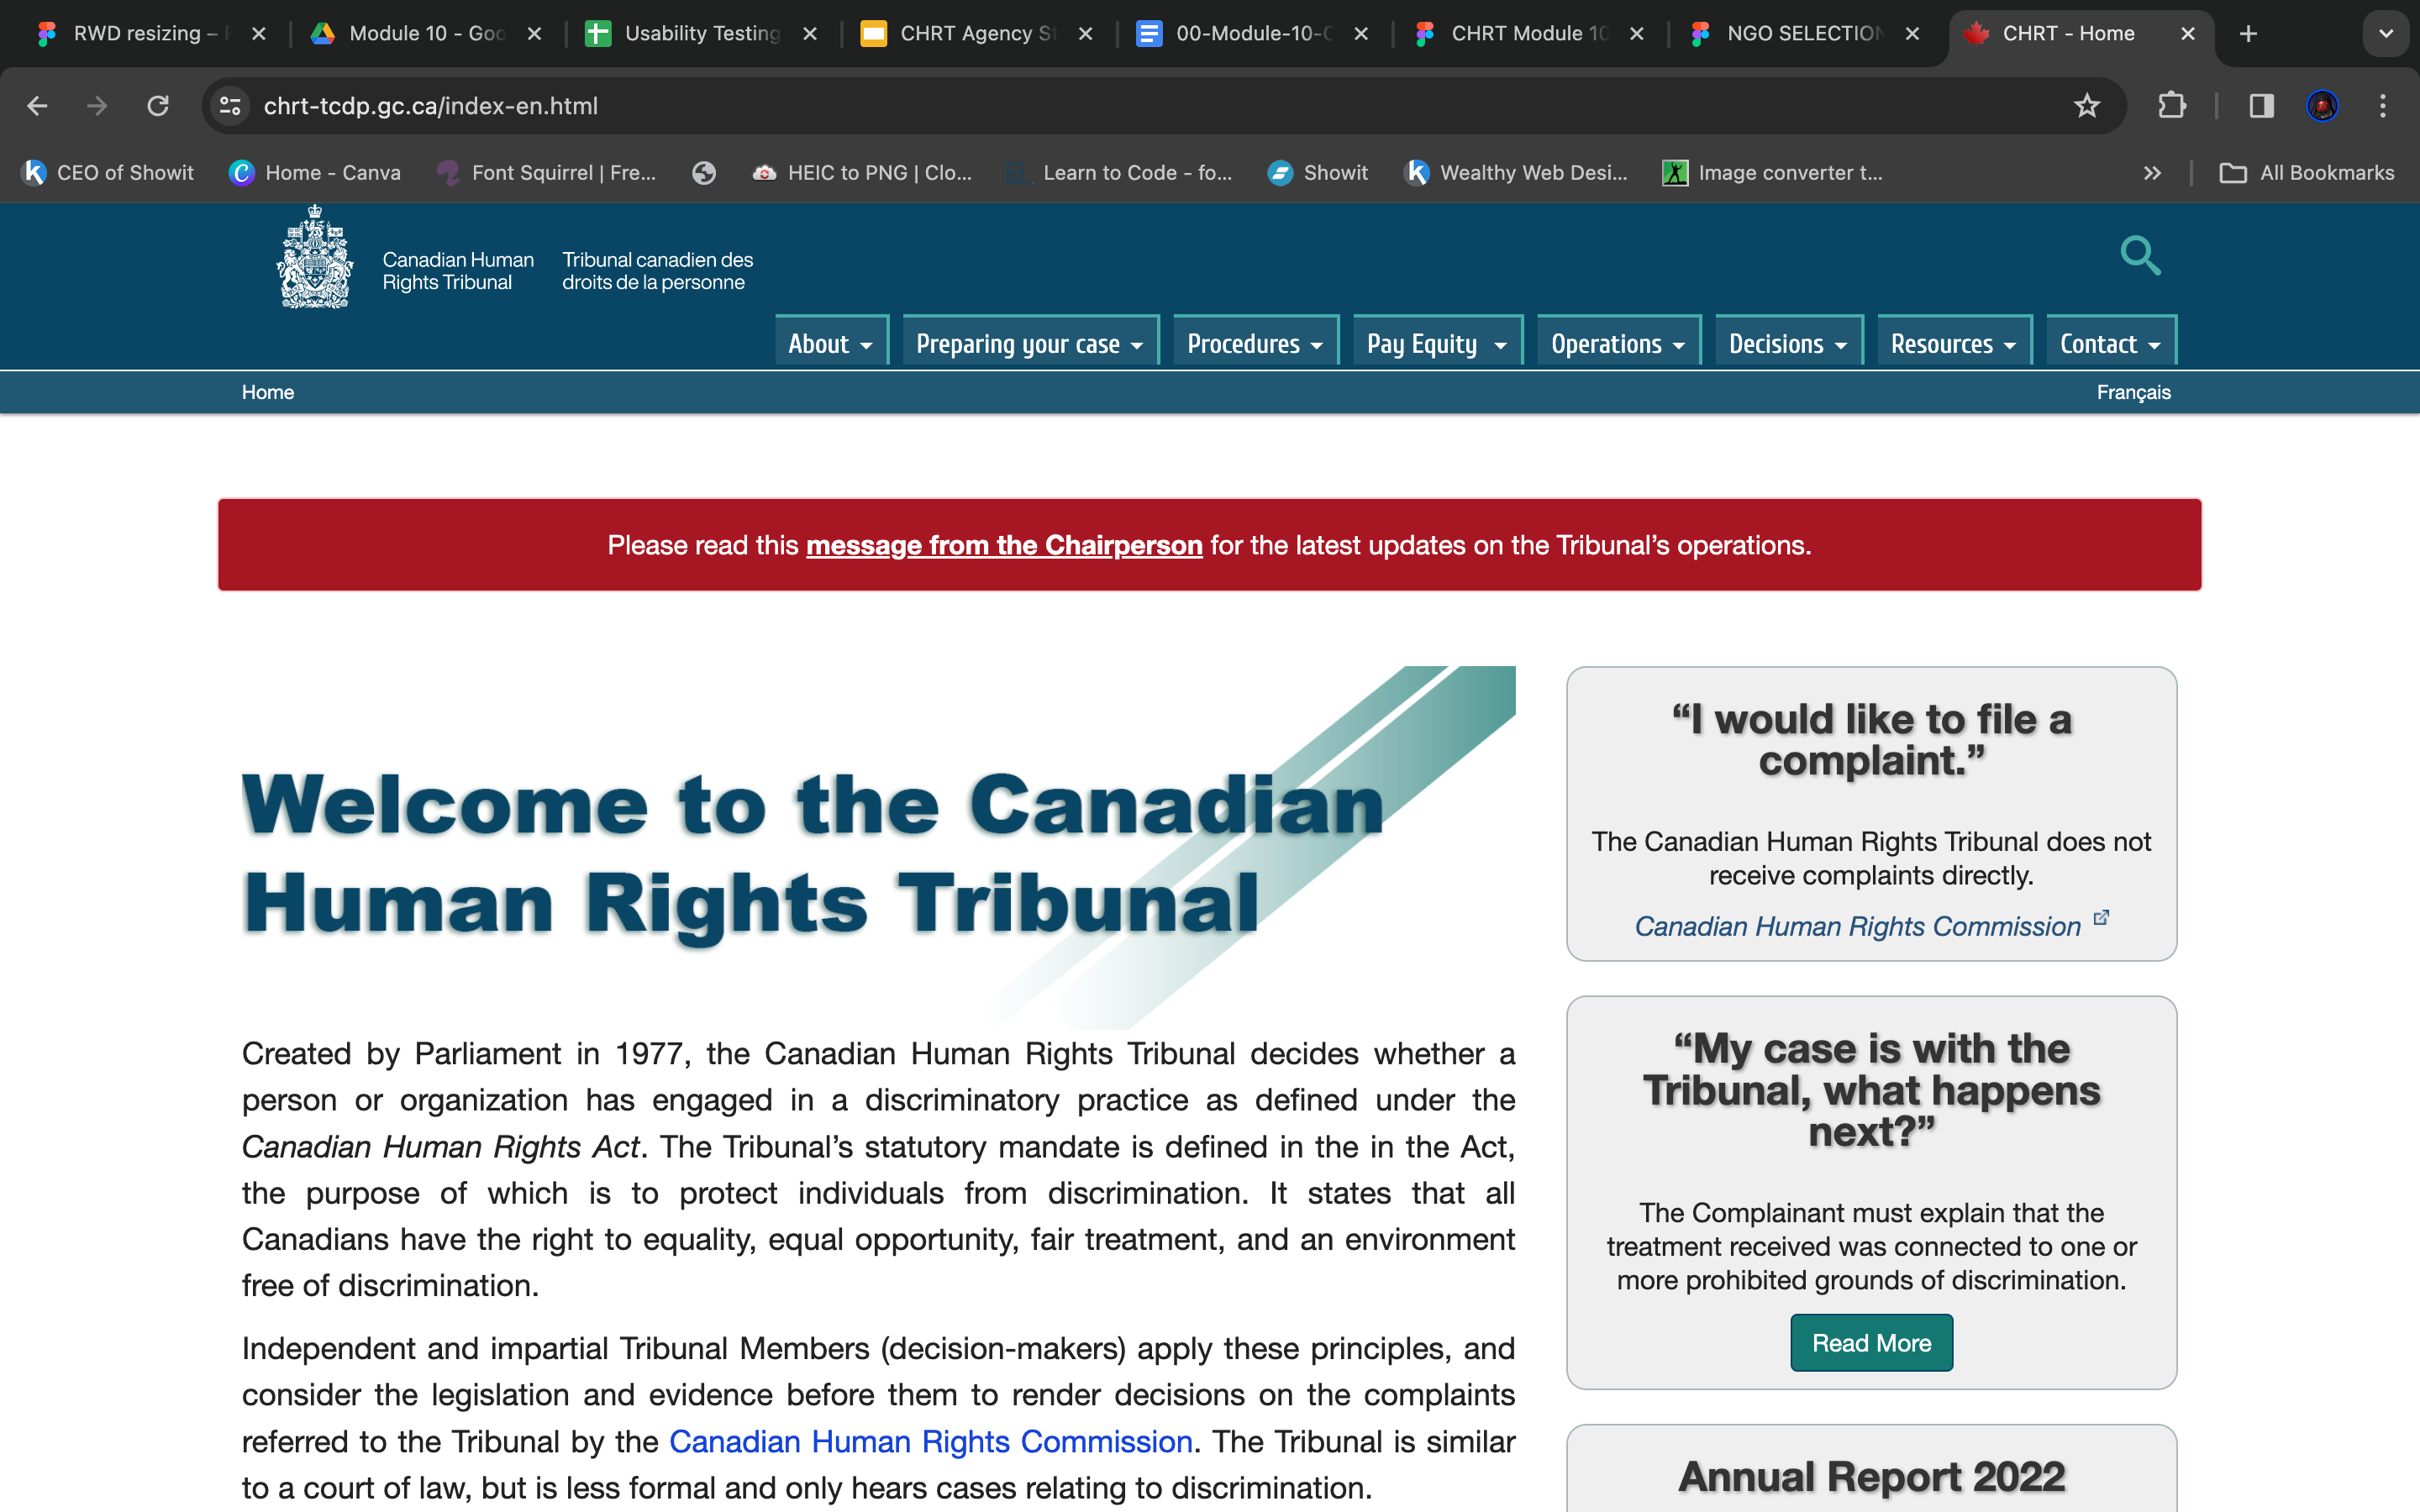 RWD resizing –
Module 10 - Goo
Usability Testing
CHRT Agency St
00-Module-10-C
CHRT Module 10
NGO SELECTION
CHRT - Home
chrt-tcdp.gc.ca/index-en.html
CEO of Showit
Home - Canva
Font Squirrel | Fre...
HEIC to PNG | Clo...
Learn to Code - fo...
Showit
Wealthy Web Desi...
Image converter t...
All Bookmarks
Canadian Human
Rights Tribunal
Tribunal canadien des
droits de la personne
About
Preparing your case
Procedures
Pay Equity
Operations
Decisions
Resources
Contact
Home
Français
Please read this message from the Chairperson for the latest updates on the Tribunal’s operations.
Welcome to the Canadian
Human Rights Tribunal
Created by Parliament in 1977, the Canadian Human Rights Tribunal decides whether a
person or organization has engaged in a discriminatory practice as defined under the
Canadian Human Rights Act. The Tribunal’s statutory mandate is defined in the in the Act,
the purpose of which is to protect individuals from discrimination. It states that all
Canadians have the right to equality, equal opportunity, fair treatment, and an environment
free of discrimination.
Independent and impartial Tribunal Members (decision-makers) apply these principles, and
consider the legislation and evidence before them to render decisions on the complaints
referred to the Tribunal by the Canadian Human Rights Commission. The Tribunal is similar
to a court of law, but is less formal and only hears cases relating to discrimination.
“I would like to file a
complaint.”
The Canadian Human Rights Tribunal does not
receive complaints directly.
Canadian Human Rights Commission
“My case is with the
Tribunal, what happens
next?”
The Complainant must explain that the
treatment received was connected to one or
more prohibited grounds of discrimination.
Read More
Annual Report 2022